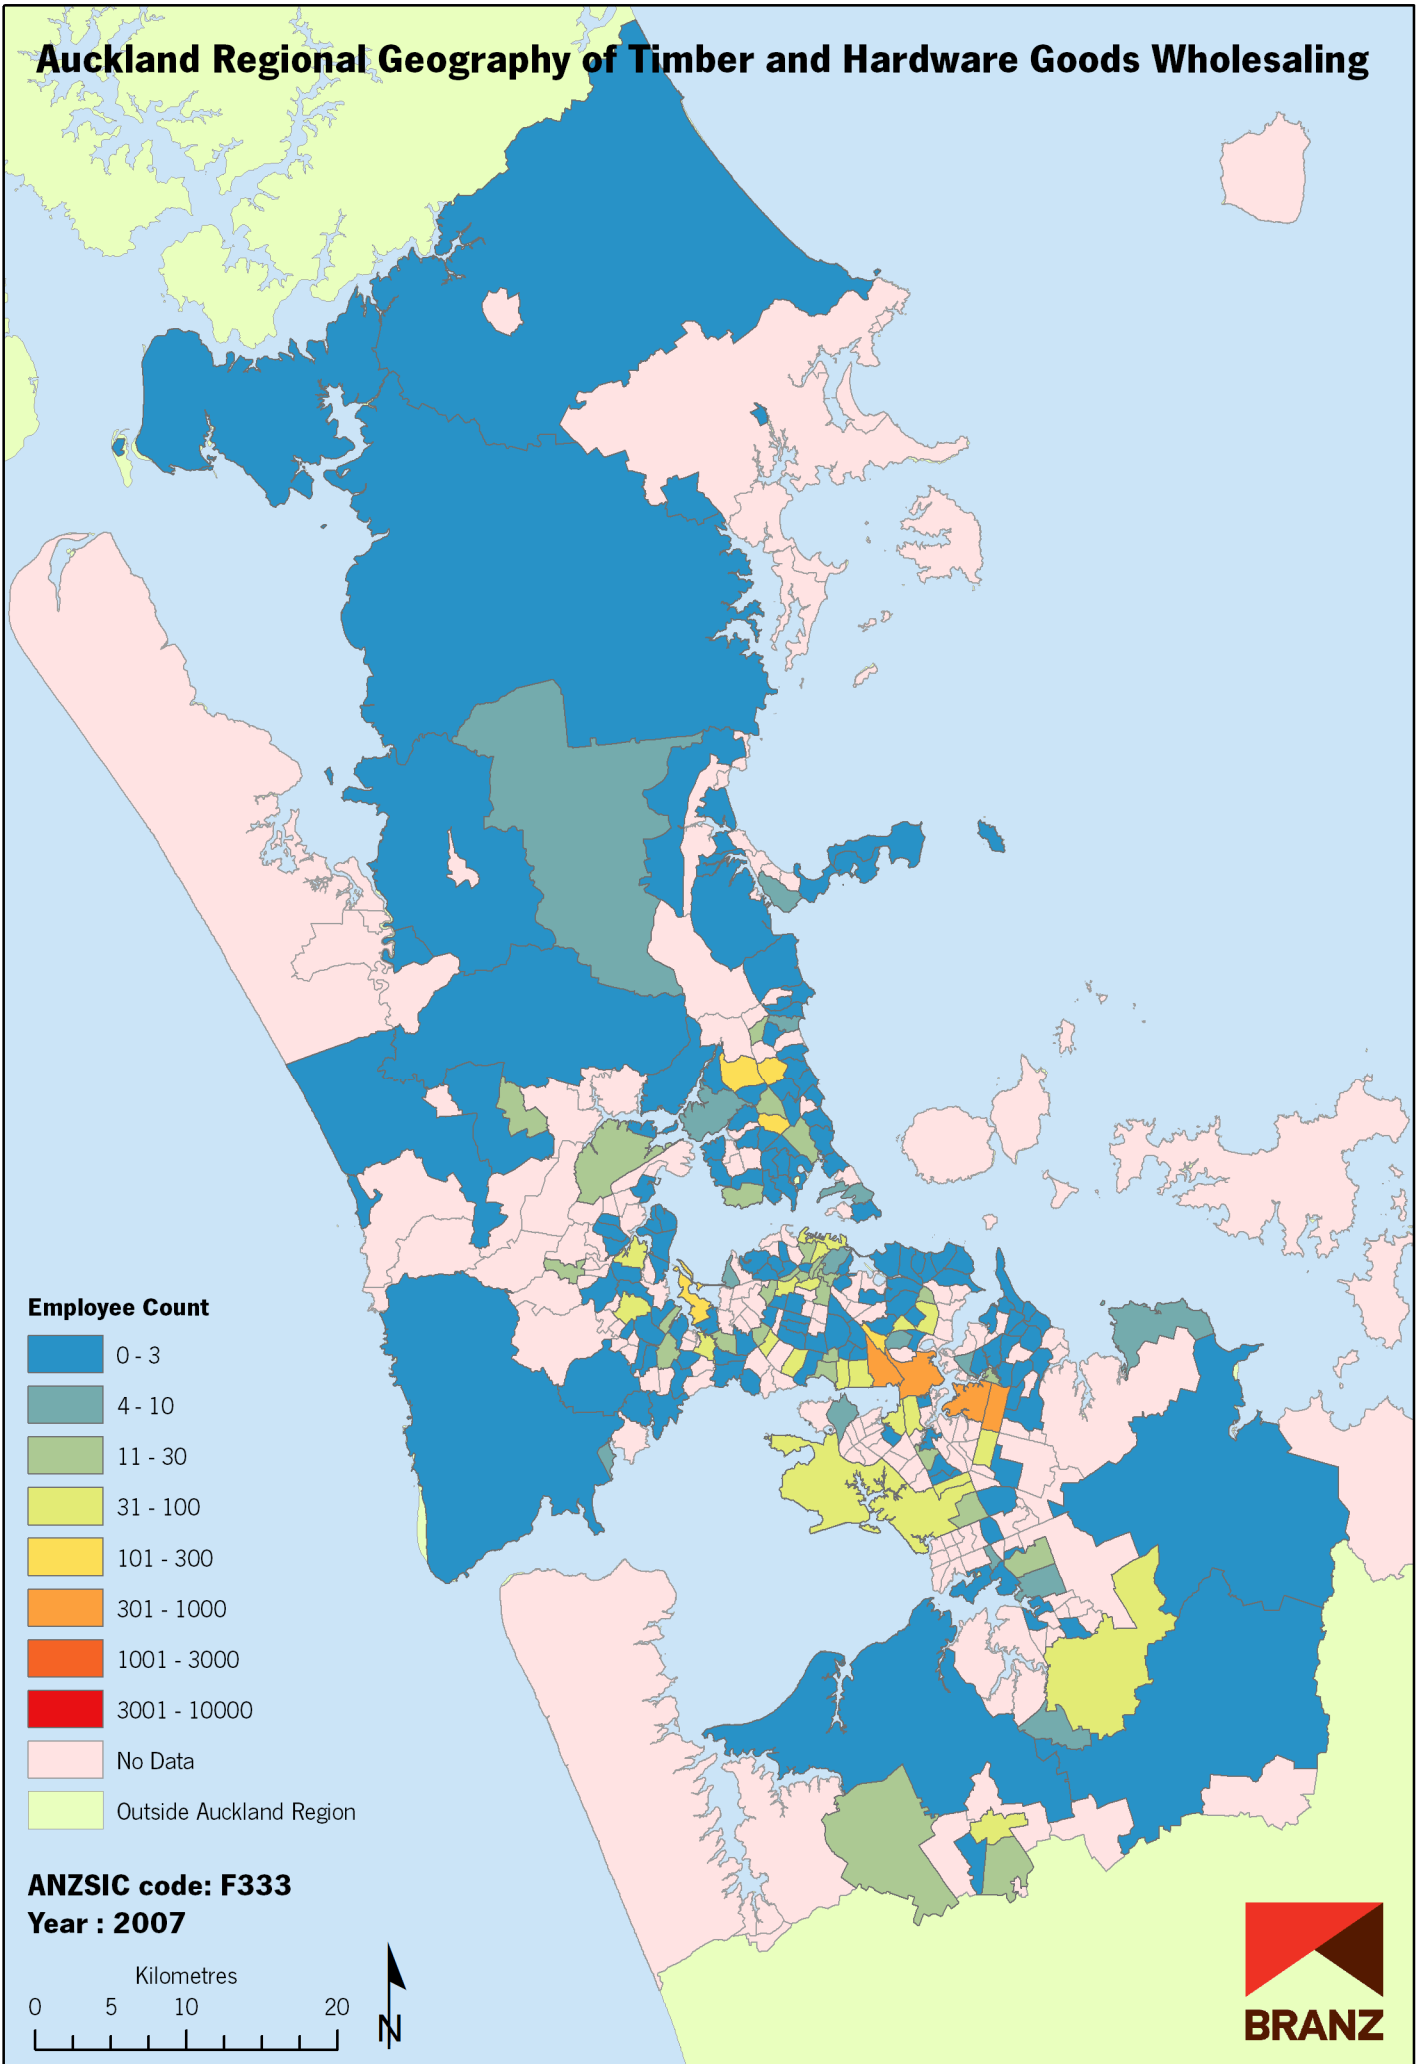 Auckland Regional Geography of Timber and Hardware Goods Wholesaling
Employee Count
0 - 3
4 - 10
11 - 30
31 - 100
101 - 300
301 - 1000
1001 - 3000
3001 - 10000
No Data
Outside Auckland Region
ANZSIC code: F333
Year : 2007
Kilometres
0 5 10 20
N
BRANZ